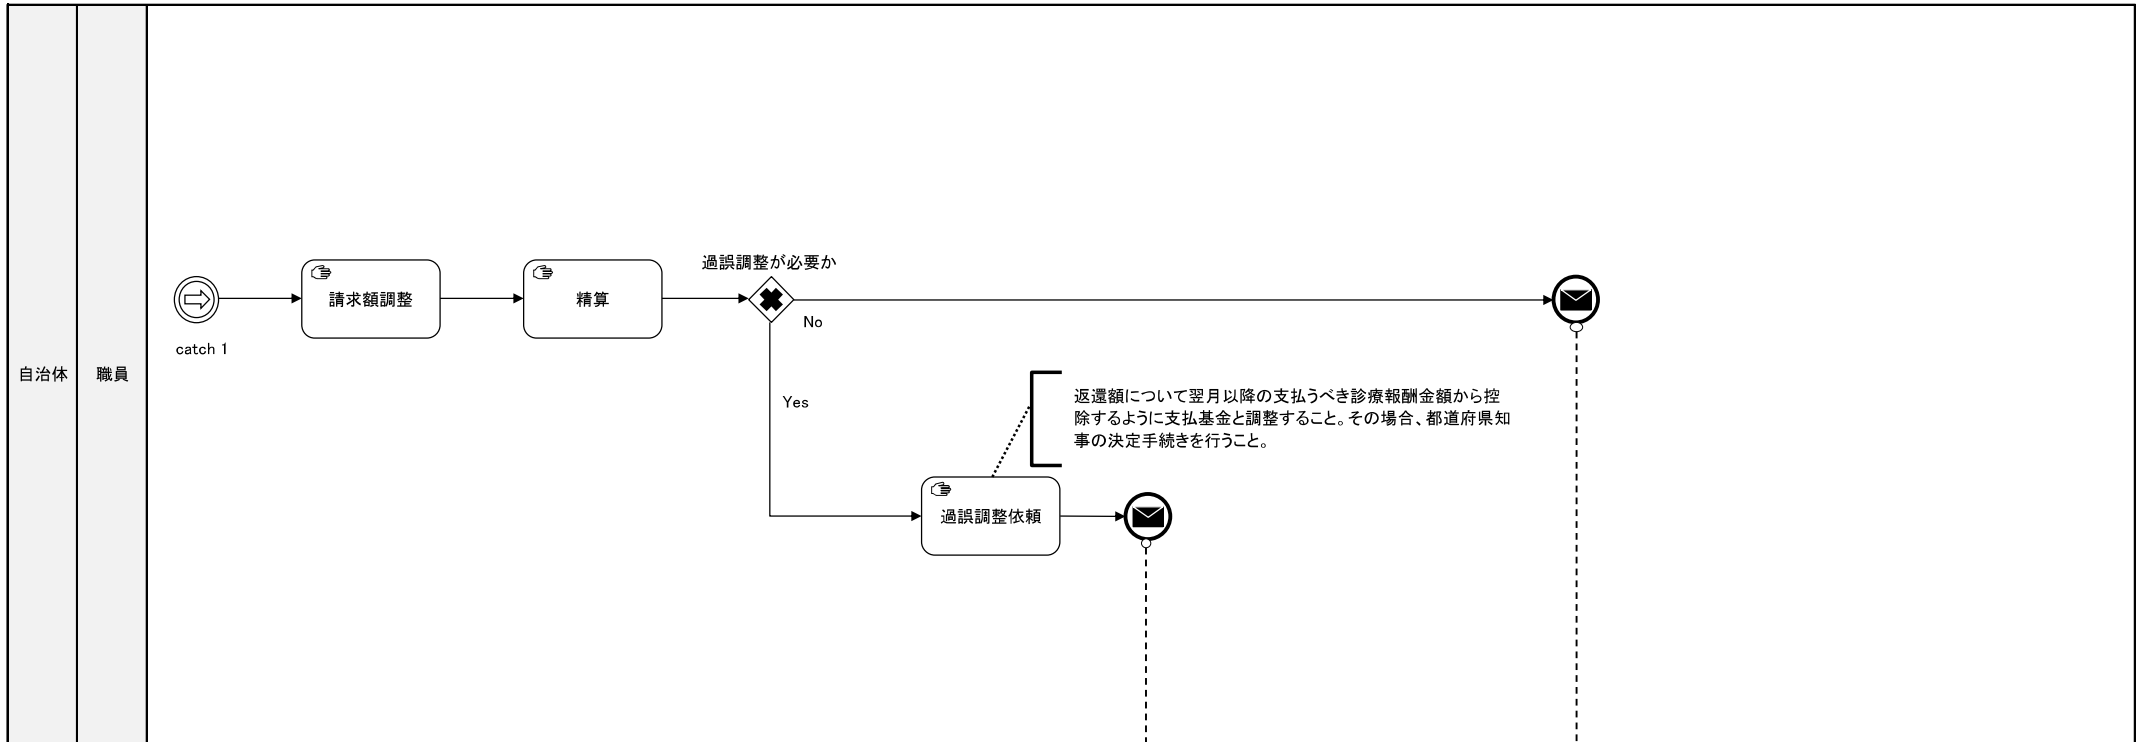 自治体
職員
catch 1
請求額調整
精算
過誤調整が必要か
No
Yes
返還額について翌月以降の支払うべき診療報酬金額から控
除するように支払基金と調整すること。その場合、都道府県知
事の決定手続きを行うこと。
過誤調整依頼